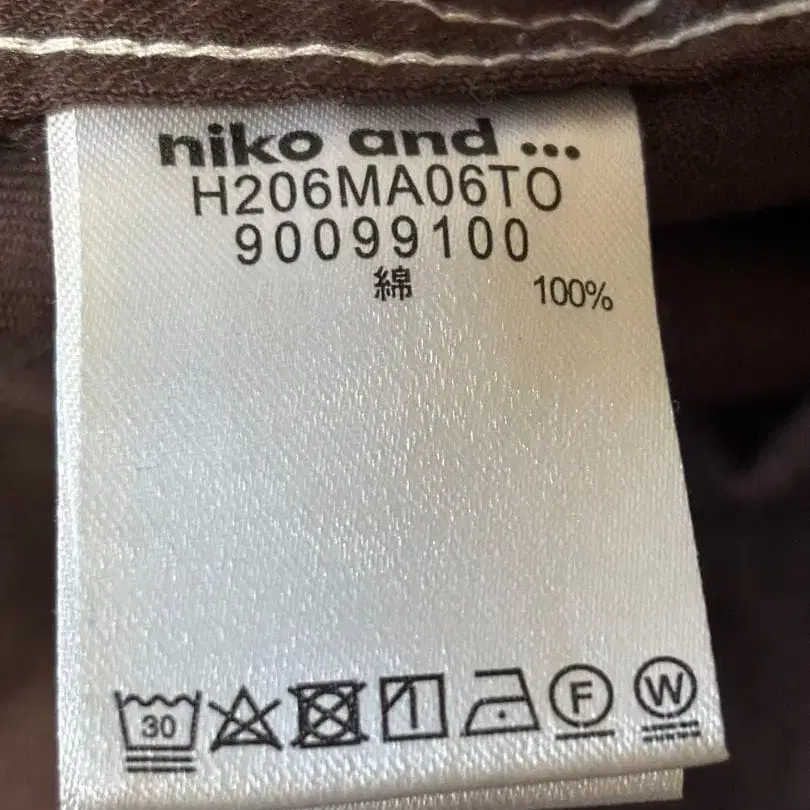 niko and ...
H206MA06TO
90099100
綿 100%
30 F W